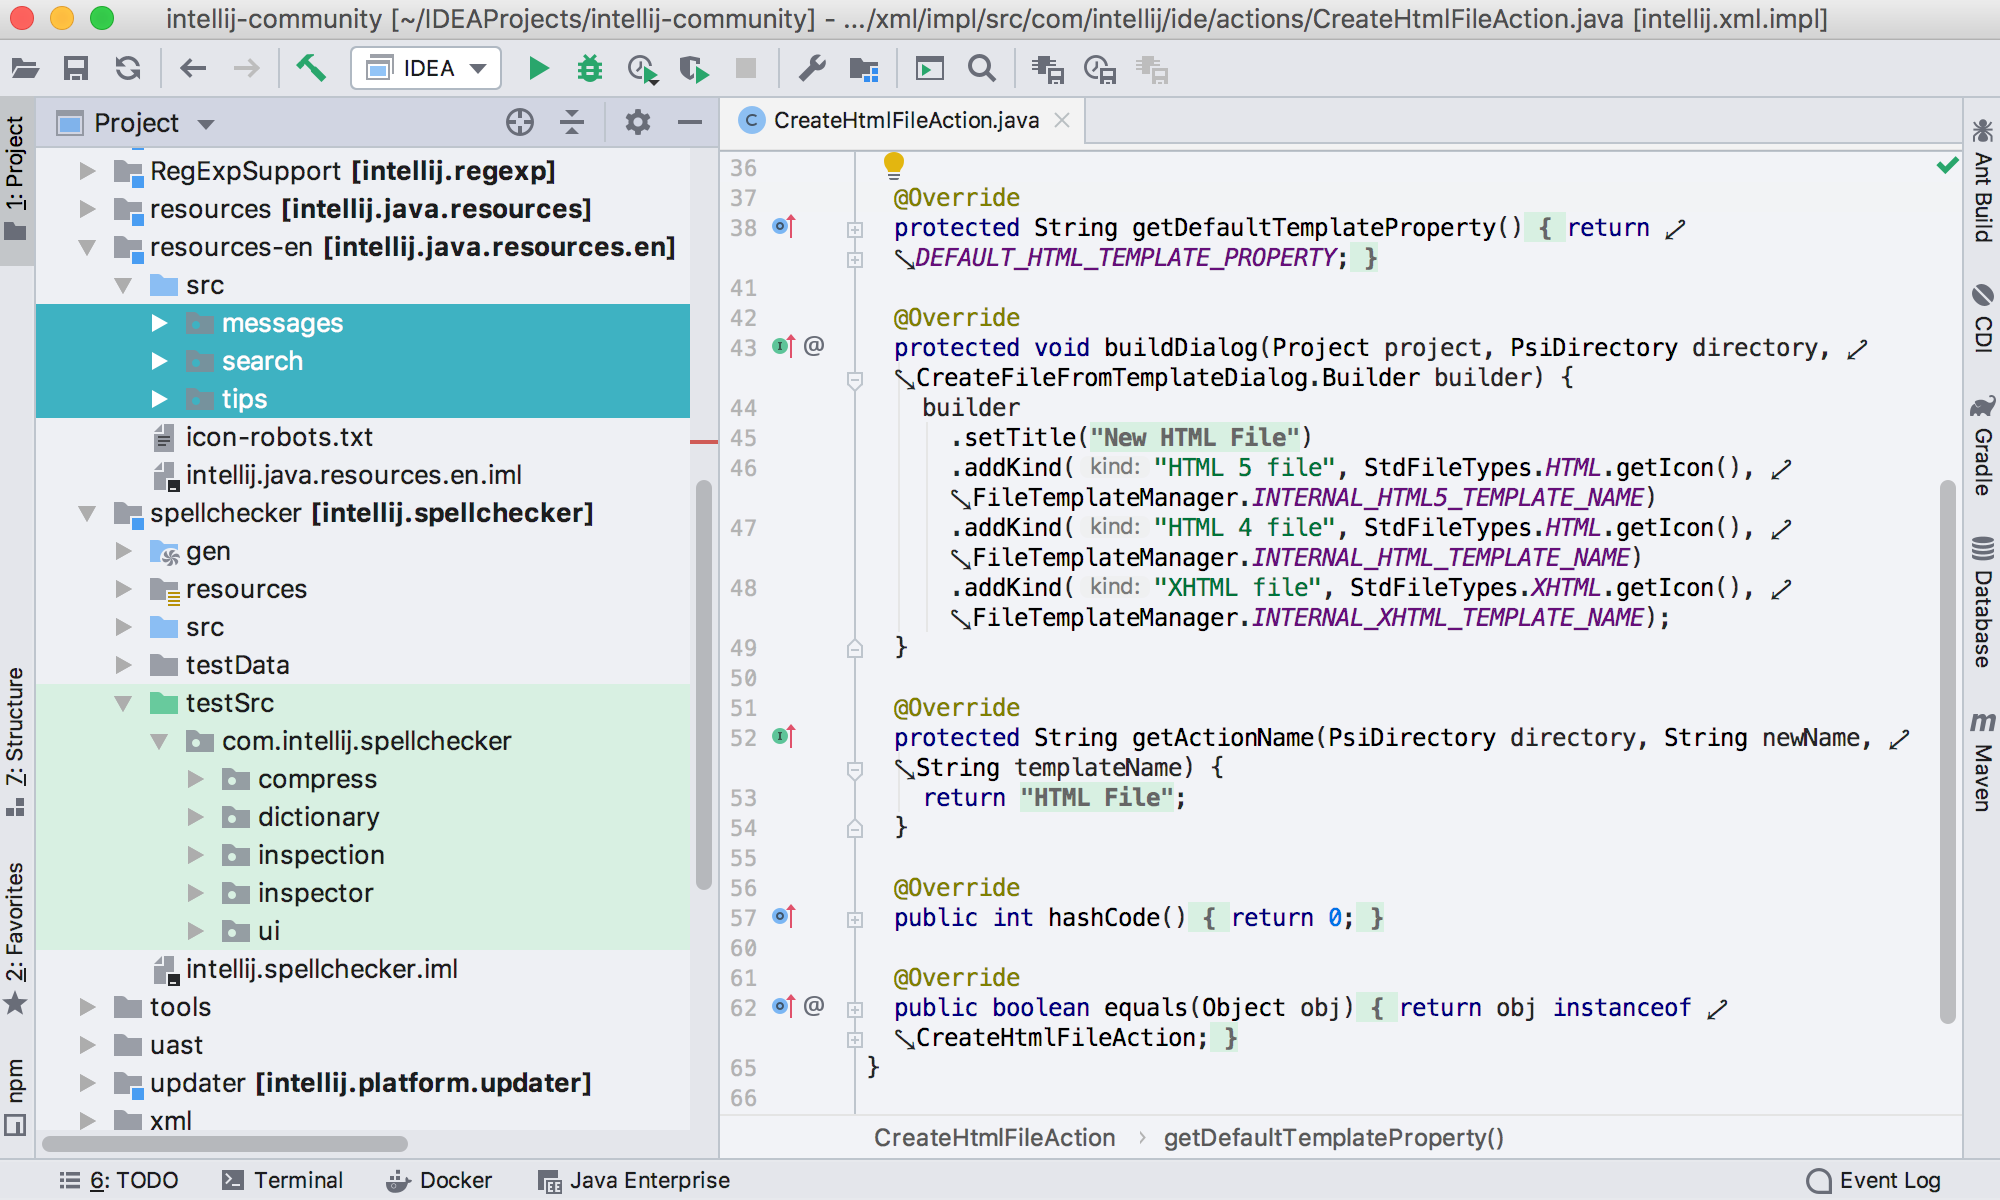 intellij-community [~/IDEAProjects/intellij-community] - .../xml/impl/src/com/intellij/ide/actions/CreateHtmlFileAction.java [intellij.xml.impl]
IDEA
1: Project
7: Structure
2: Favorites
npm
Project
RegExpSupport [intellij.regexp]
resources [intellij.java.resources]
resources-en [intellij.java.resources.en]
src
messages
search
tips
icon-robots.txt
intellij.java.resources.en.iml
spellchecker [intellij.spellchecker]
gen
resources
src
testData
testSrc
com.intellij.spellchecker
compress
dictionary
inspection
inspector
ui
intellij.spellchecker.iml
tools
uast
updater [intellij.platform.updater]
xml
C CreateHtmlFileAction.java
36
37 @Override
38 protected String getDefaultTemplateProperty() { return
DEFAULT_HTML_TEMPLATE_PROPERTY; }
41
42 @Override
43 @ protected void buildDialog(Project project, PsiDirectory directory,
CreateFileFromTemplateDialog.Builder builder) {
44 builder
45 .setTitle("New HTML File")
46 .addKind( kind: "HTML 5 file", StdFileTypes.HTML.getIcon(),
FileTemplateManager.INTERNAL_HTML5_TEMPLATE_NAME)
47 .addKind( kind: "HTML 4 file", StdFileTypes.HTML.getIcon(),
FileTemplateManager.INTERNAL_HTML_TEMPLATE_NAME)
48 .addKind( kind: "XHTML file", StdFileTypes.XHTML.getIcon(),
FileTemplateManager.INTERNAL_XHTML_TEMPLATE_NAME);
49 }
50
51 @Override
52 protected String getActionName(PsiDirectory directory, String newName,
String templateName) {
53 return "HTML File";
54 }
55
56 @Override
57 public int hashCode() { return 0; }
60
61 @Override
62 @ public boolean equals(Object obj) { return obj instanceof
CreateHtmlFileAction; }
65 }
66
CreateHtmlFileAction › getDefaultTemplateProperty()
Ant Build
CDI
Gradle
Database
m Maven
6: TODO
Terminal
Docker
Java Enterprise
Event Log